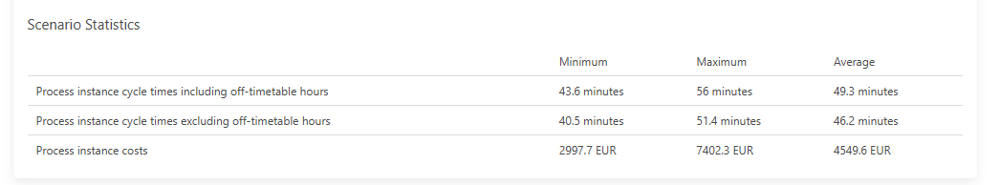 Scenario Statistics
Minimum Maximum Average
Process instance cycle times including off-timetable hours 43.6 minutes 56 minutes 49.3 minutes
Process instance cycle times excluding off-timetable hours 40.5 minutes 51.4 minutes 46.2 minutes
Process instance costs 2997.7 EUR 7402.3 EUR 4549.6 EUR